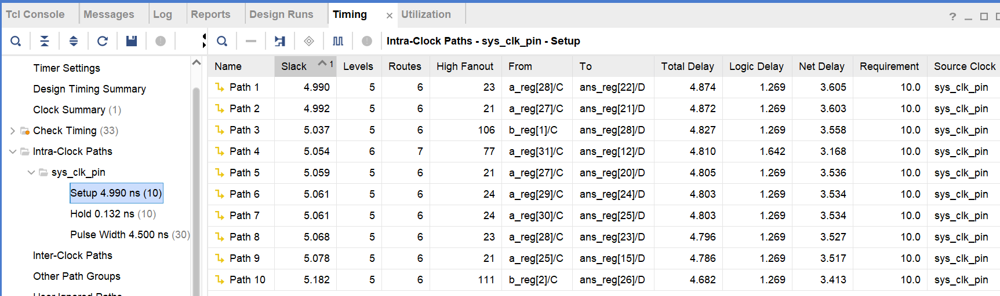 Tcl Console Messages Log Reports Design Runs Timing × Utilization ?
Intra-Clock Paths - sys_clk_pin - Setup
Timer Settings
Design Timing Summary
Clock Summary (1)
Check Timing (33)
Intra-Clock Paths
sys_clk_pin
Setup 4.990 ns (10)
Hold 0.132 ns (10)
Pulse Width 4.500 ns (30)
Inter-Clock Paths
Other Path Groups
User Ignored Paths
Name Slack 1 Levels Routes High Fanout From To Total Delay Logic Delay Net Delay Requirement Source Clock
Path 1 4.990 5 6 23 a_reg[28]/C ans_reg[22]/D 4.874 1.269 3.605 10.0 sys_clk_pin
Path 2 4.992 5 6 21 a_reg[27]/C ans_reg[21]/D 4.872 1.269 3.603 10.0 sys_clk_pin
Path 3 5.037 5 6 106 b_reg[1]/C ans_reg[28]/D 4.827 1.269 3.558 10.0 sys_clk_pin
Path 4 5.054 6 7 77 a_reg[31]/C ans_reg[12]/D 4.810 1.642 3.168 10.0 sys_clk_pin
Path 5 5.059 5 6 21 a_reg[27]/C ans_reg[20]/D 4.805 1.269 3.536 10.0 sys_clk_pin
Path 6 5.061 5 6 24 a_reg[29]/C ans_reg[24]/D 4.803 1.269 3.534 10.0 sys_clk_pin
Path 7 5.061 5 6 24 a_reg[30]/C ans_reg[25]/D 4.803 1.269 3.534 10.0 sys_clk_pin
Path 8 5.068 5 6 23 a_reg[28]/C ans_reg[23]/D 4.796 1.269 3.527 10.0 sys_clk_pin
Path 9 5.078 5 6 21 a_reg[25]/C ans_reg[15]/D 4.786 1.269 3.517 10.0 sys_clk_pin
Path 10 5.182 5 6 111 b_reg[2]/C ans_reg[26]/D 4.682 1.269 3.413 10.0 sys_clk_pin